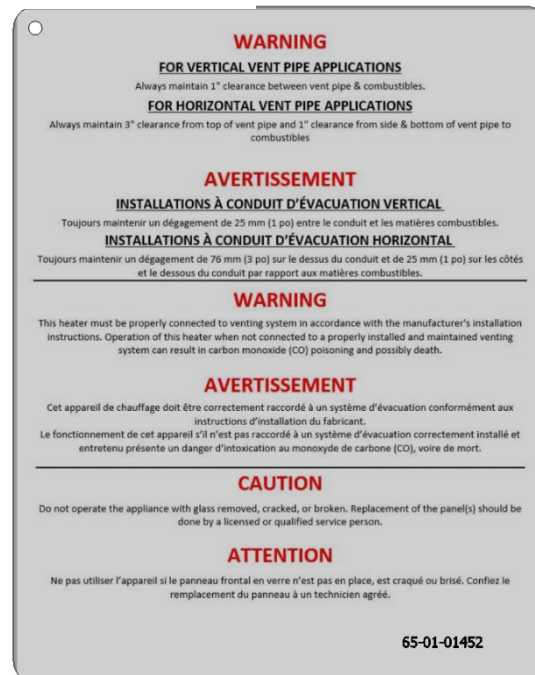 WARNING
FOR VERTICAL VENT PIPE APPLICATIONS
Always maintain 1" clearance between vent pipe & combustibles.
FOR HORIZONTAL VENT PIPE APPLICATIONS
Always maintain 3" clearance from top of vent pipe and 1" clearance from side & bottom of vent pipe to
combustibles
AVERTISSEMENT
INSTALLATIONS À CONDUIT D'ÉVACUATION VERTICAL
Toujours maintenir un dégagement de 25 mm (1 po) entre le conduit et les matières combustibles.
INSTALLATIONS À CONDUIT D'ÉVACUATION HORIZONTAL
Toujours maintenir un dégagement de 76 mm (3 po) sur le dessus du conduit et de 25 mm (1 po) sur les côtés
et le dessous du conduit par rapport aux matières combustibles.
WARNING
This heater must be properly connected to venting system in accordance with the manufacturer's installation
instructions. Operation of this heater when not connected to a properly installed and maintained venting
system can result in carbon monoxide (CO) poisoning and possibly death.
AVERTISSEMENT
Cet appareil de chauffage doit être correctement raccordé à un système d'évacuation conformément aux
instructions d'installation du fabricant.
Le fonctionnement de cet appareil s'il n'est pas raccordé à un système d'évacuation correctement installé et
entretenu présente un danger d'intoxication au monoxyde de carbone (CO), voire de mort.
CAUTION
Do not operate the appliance with glass removed, cracked, or broken. Replacement of the panel(s) should be
done by a licensed or qualified service person.
ATTENTION
Ne pas utiliser l'appareil si le panneau frontal en verre n'est pas en place, est craqué ou brisé. Confiez le
remplacement du panneau à un technicien agréé.
65-01-01452